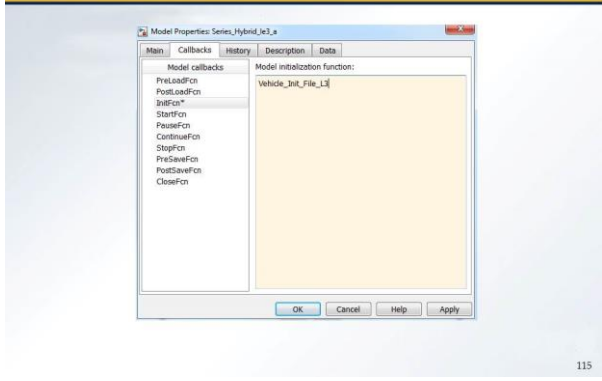 Model Properties: Series_Hybrid_le3_a
Main Callbacks History Description Data
Model callbacks
Model initialization function:
PreLoadFcn
PostLoadFcn
InitFcn*
StartFcn
PauseFcn
ContinueFcn
StopFcn
PreSaveFcn
PostSaveFcn
CloseFcn
Vehicle_Init_File_L3
OK Cancel Help Apply
115